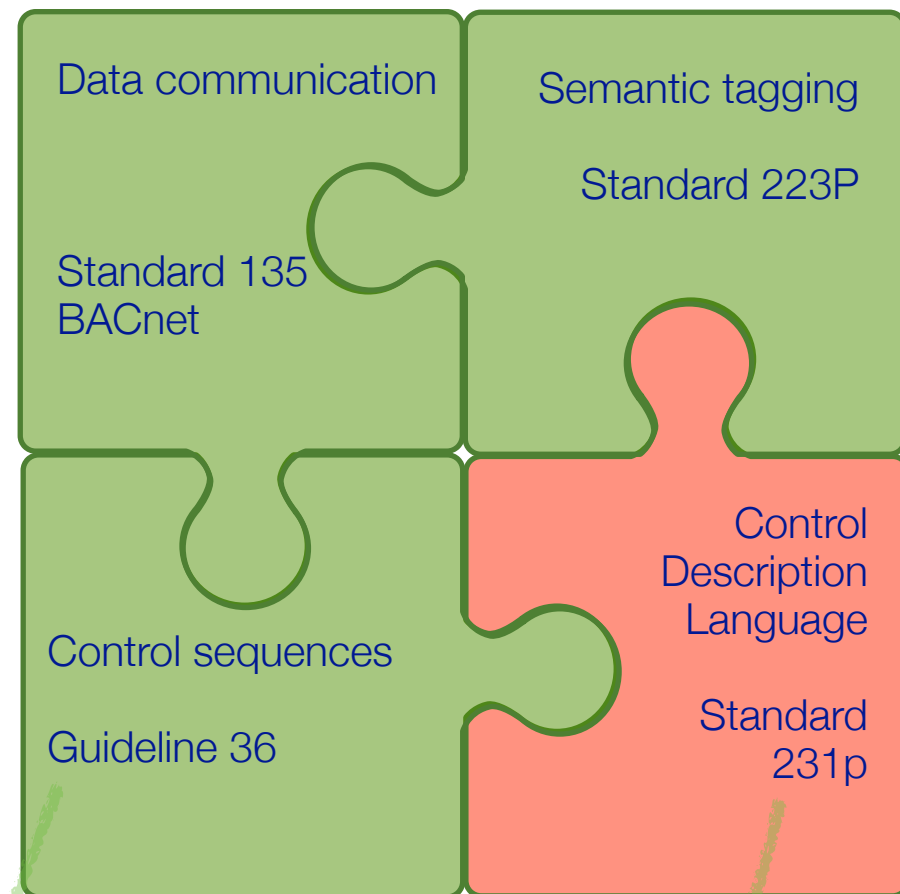 Data communication
Standard 135
BACnet
Semantic tagging
Standard 223P
Control sequences
Guideline 36
Control
Description
Language
Standard
231p